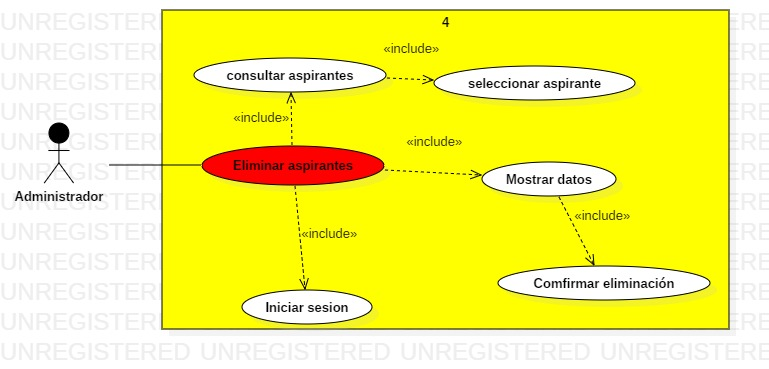 4
«include»
consultar aspirantes
seleccionar aspirante
«include»
«include»
Eliminar aspirantes
Mostrar datos
Administrador
«include»
«include»
Comfirmar eliminación
Iniciar sesion
UNREGISTERED UNREGISTERED UNREGISTERED UNREGISTERED